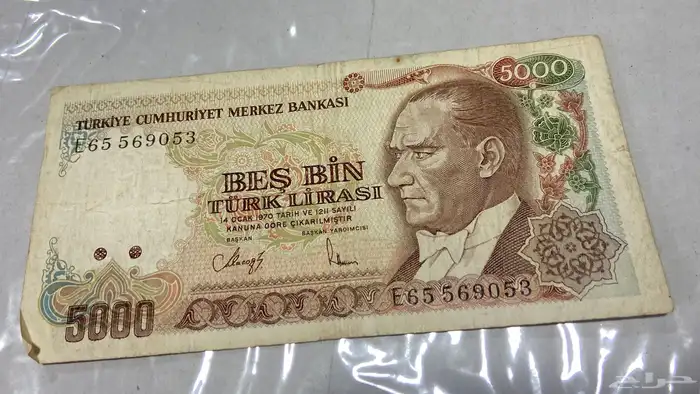 5000
TÜRKİYE CUMHURİYET MERKEZ BANKASI
E65 569053
BEŞ BİN
TÜRK LİRASI
14 OCAK 1970 TARİH VE 1211 SAYILI
KANUNA GÖRE ÇIKARILMIŞTIR
BAŞKAN BAŞKAN YARDIMCISI
E65 569053
5000
حراج